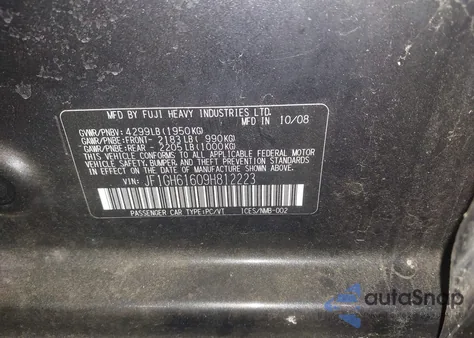 MFD BY FUJI HEAVY INDUSTRIES LTD.
MFD IN 10/08
GVWR/PNBV: 4299LB(1950KG)
GAWR/PNBE:FRONT- 2183LB( 990KG)
GAWR/PNBE:REAR - 2205LB(1000KG)
THIS VEHICLE CONFORMS TO ALL APPLICABLE FEDERAL MOTOR
VEHICLE SAFETY, BUMPER, AND THEFT PREVENTION STANDARDS
IN EFFECT ON THE DATE OF MANUFACTURE SHOWN ABOVE.
VIN: JF1GH61609H812223
PASSENGER CAR TYPE:PC/VT ICES/NMB-002
autoSnap